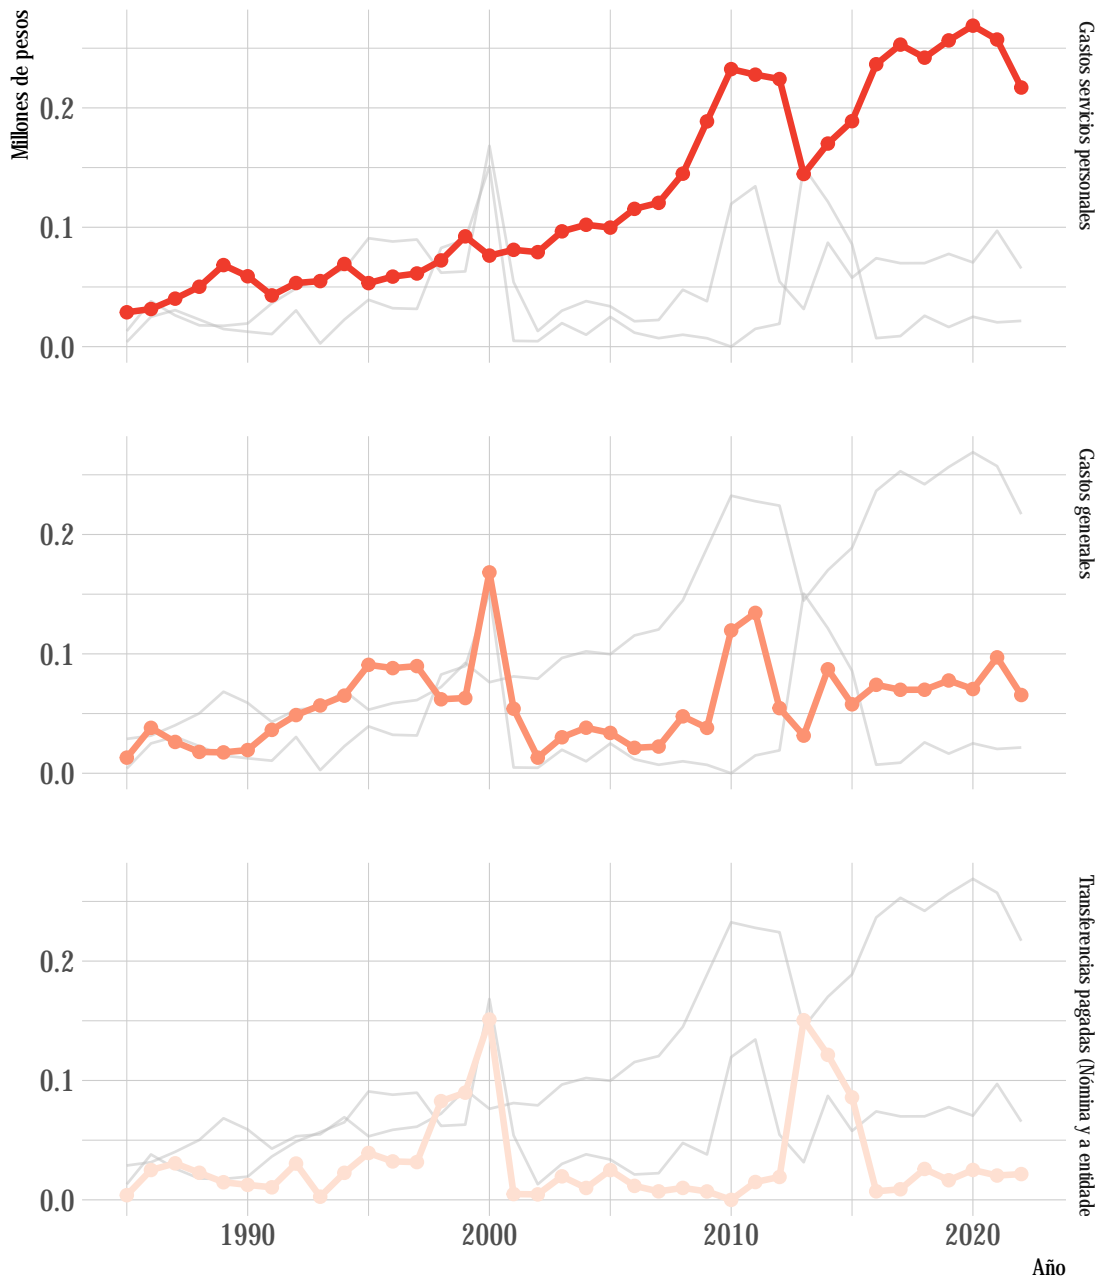 Millones de pesos
0.2
0.1
0.0
Gastos servicios personales
0.2
0.1
0.0
Gastos generales
0.2
0.1
0.0
Transferencias pagadas (Nómina y a entidade
1990
2000
2010
2020
Año